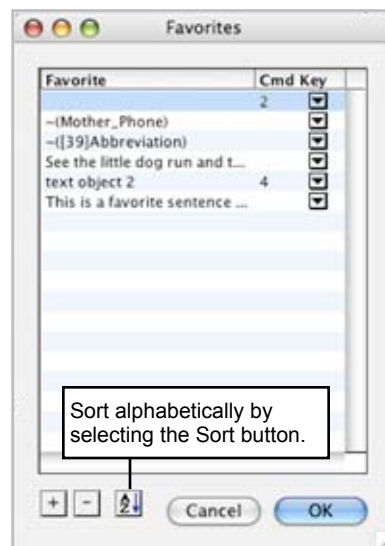 Favorites
Favorite Cmd Key
2
~(Mother_Phone)
~([39]Abbreviation)
See the little dog run and t...
text object 2 4
This is a favorite sentence ...
Sort alphabetically by
selecting the Sort button.
+ - A Z Cancel OK